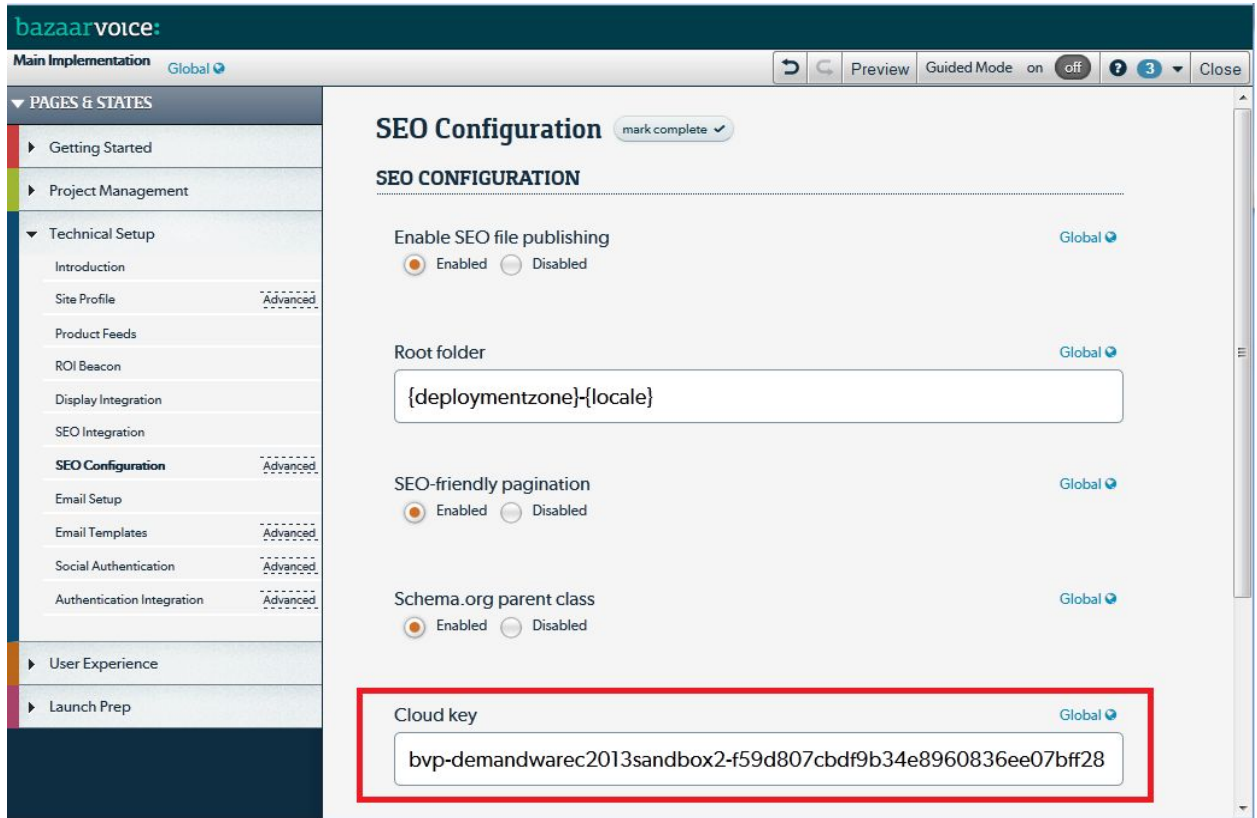 bazaarvoice:
Main Implementation Global Preview Guided Mode on off ? 3 Close
PAGES & STATES
Getting Started
Project Management
Technical Setup
Introduction
Site Profile Advanced
Product Feeds
ROI Beacon
Display Integration
SEO Integration
SEO Configuration Advanced
Email Setup
Email Templates Advanced
Social Authentication Advanced
Authentication Integration Advanced
User Experience
Launch Prep
SEO Configuration mark complete ✓
SEO CONFIGURATION
Enable SEO file publishing Global
Enabled Disabled
Root folder Global
{deploymentzone}-{locale}
SEO-friendly pagination Global
Enabled Disabled
Schema.org parent class Global
Enabled Disabled
Cloud key Global
bvp-demandwarec2013sandbox2-f59d807cbdf9b34e8960836ee07bff28